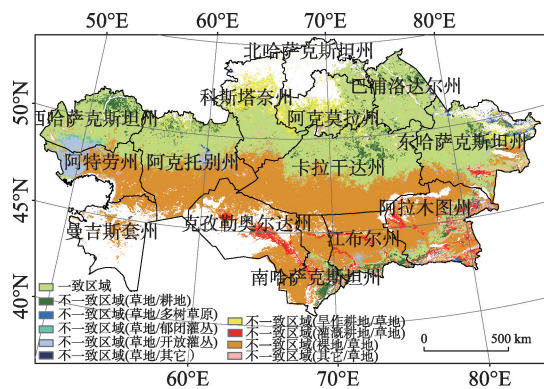 50°E 60°E 70°E 80°E
北哈萨克斯坦州
巴浦洛达尔州
科斯塔奈州
50°N
西哈萨克斯坦州
阿克莫拉州
东哈萨克斯坦州
阿特劳州
阿克托别州
卡拉干达州
45°N
阿拉木图州
曼吉斯套州
克孜勒奥尔达州
江布尔州
南哈萨克斯坦州
40°N
一致区域
不一致区域(草地/耕地)
不一致区域(草地/多树草原)
不一致区域(草地/郁闭灌丛)
不一致区域(草地/开放灌丛)
不一致区域(草地/其它)
不一致区域(旱作耕地/草地)
不一致区域(灌溉耕地/草地)
不一致区域(裸地/草地)
不一致区域(其它/草地)
0 500 km
60°E 70°E 80°E